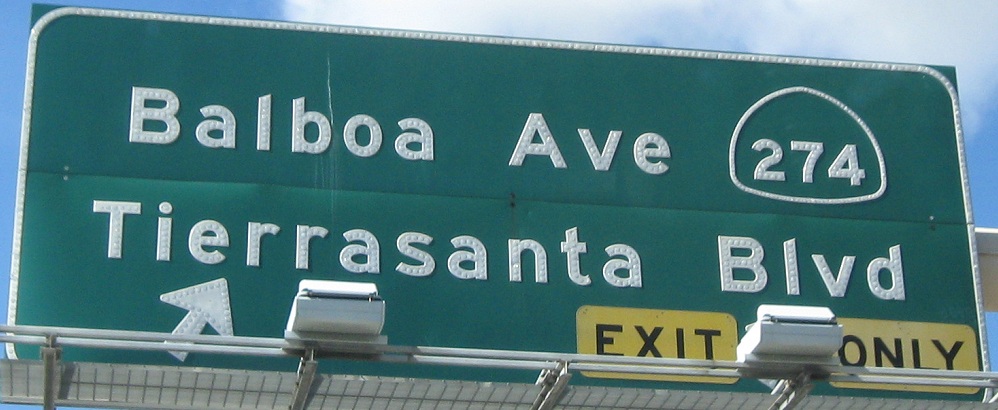 Balboa Ave 274
Tierrasanta Blvd
EXIT ONLY